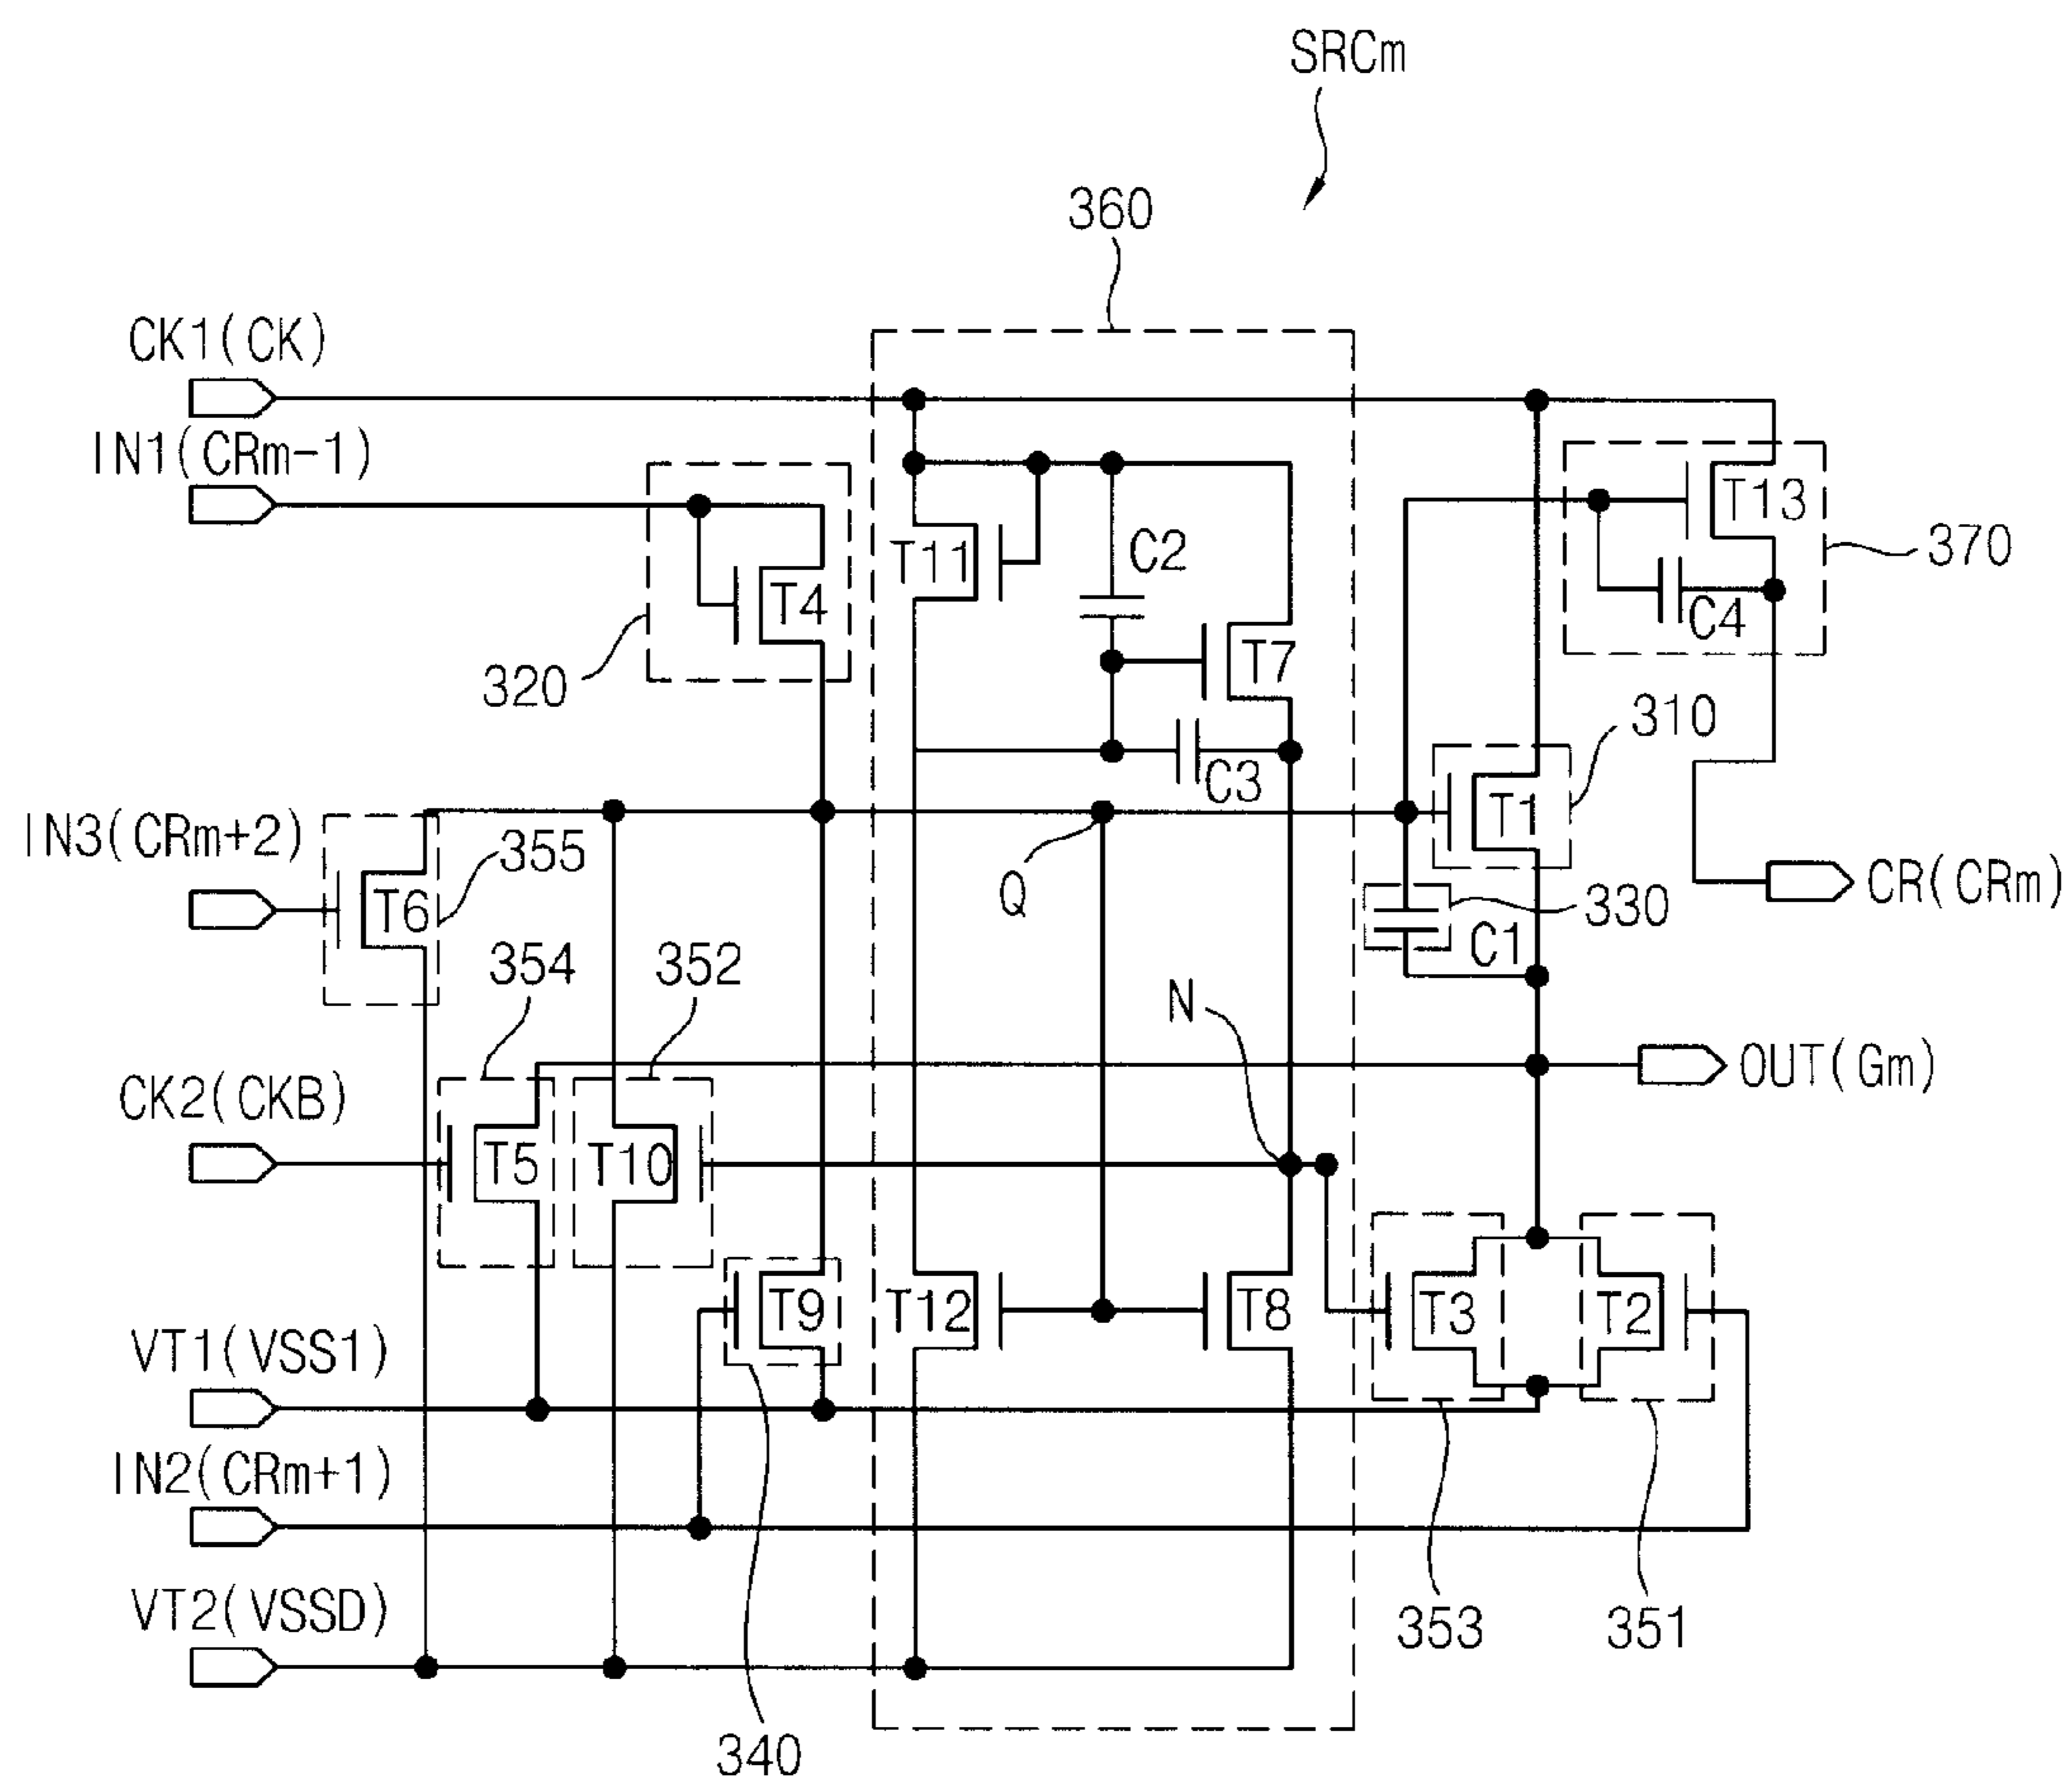 SRCm
360
CK1(CK)
IN1(CRm-1)
T13
T11
C2
370
T4
C4
T7
320
310
C3
T1
IN3(CRm+2)
355
CR(CRm)
Q
T6
330
C1
354
352
N
OUT(Gm)
CK2(CKB)
T5
T10
T9
T12
T8
T3
T2
VT1(VSS1)
IN2(CRm+1)
VT2(VSSD)
353
351
340